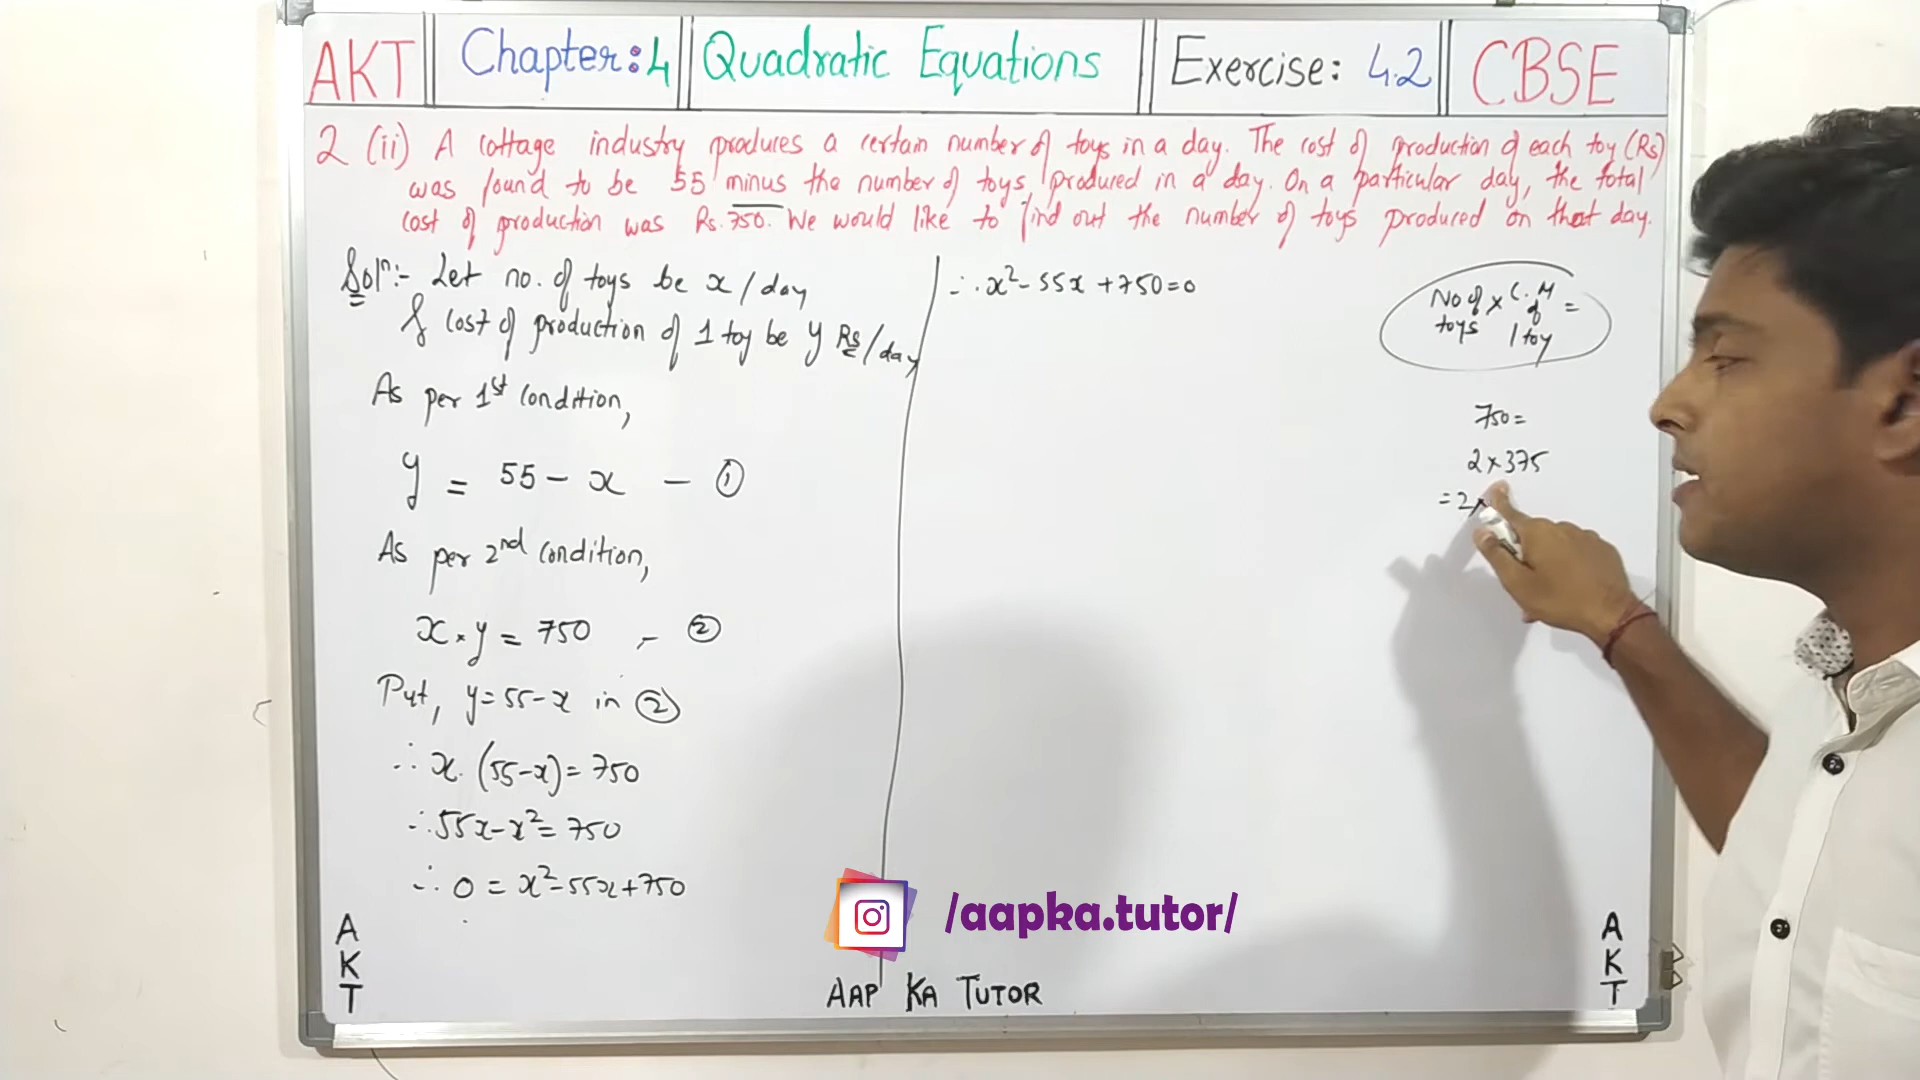 AKT Chapter:4 Quadratic Equations Exercise: 4.2 CBSE
2 (ii) A cottage industry produces a certain number of toys in a day. The cost of production of each toy (Rs)
was found to be 55 minus the number of toys produced in a day. On a particular day, the total
cost of production was Rs. 750. We would like to find out the number of toys produced on that day.
Solⁿ:- Let no. of toys be x/day
& cost of production of 1 toy be y Rs/day
As per 1st condition,
y = 55 - x - ①
As per 2nd condition,
x × y = 750 - ②
Put, y=55-x in ②
∴ x.(55-x)=750
∴ 55x-x²=750
∴ 0 = x²-55x+750
∴ x²-55x+750=0
No of toys × C.M of 1 toy =
750=
2×375
=2×
/aapka.tutor/
AAP KA TUTOR
AKT
AKT